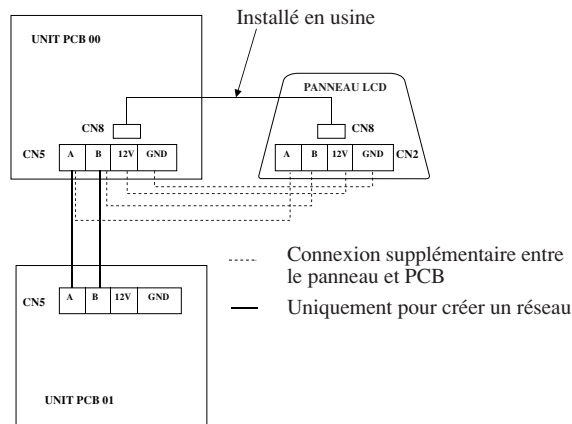 Installé en usine
UNIT PCB 00
PANNEAU LCD
CN8
CN8
CN5
A
B
12V
GND
A
B
12V
GND
CN2
Connexion supplémentaire entre
le panneau et PCB
CN5
A
B
12V
GND
Uniquement pour créer un réseau
UNIT PCB 01